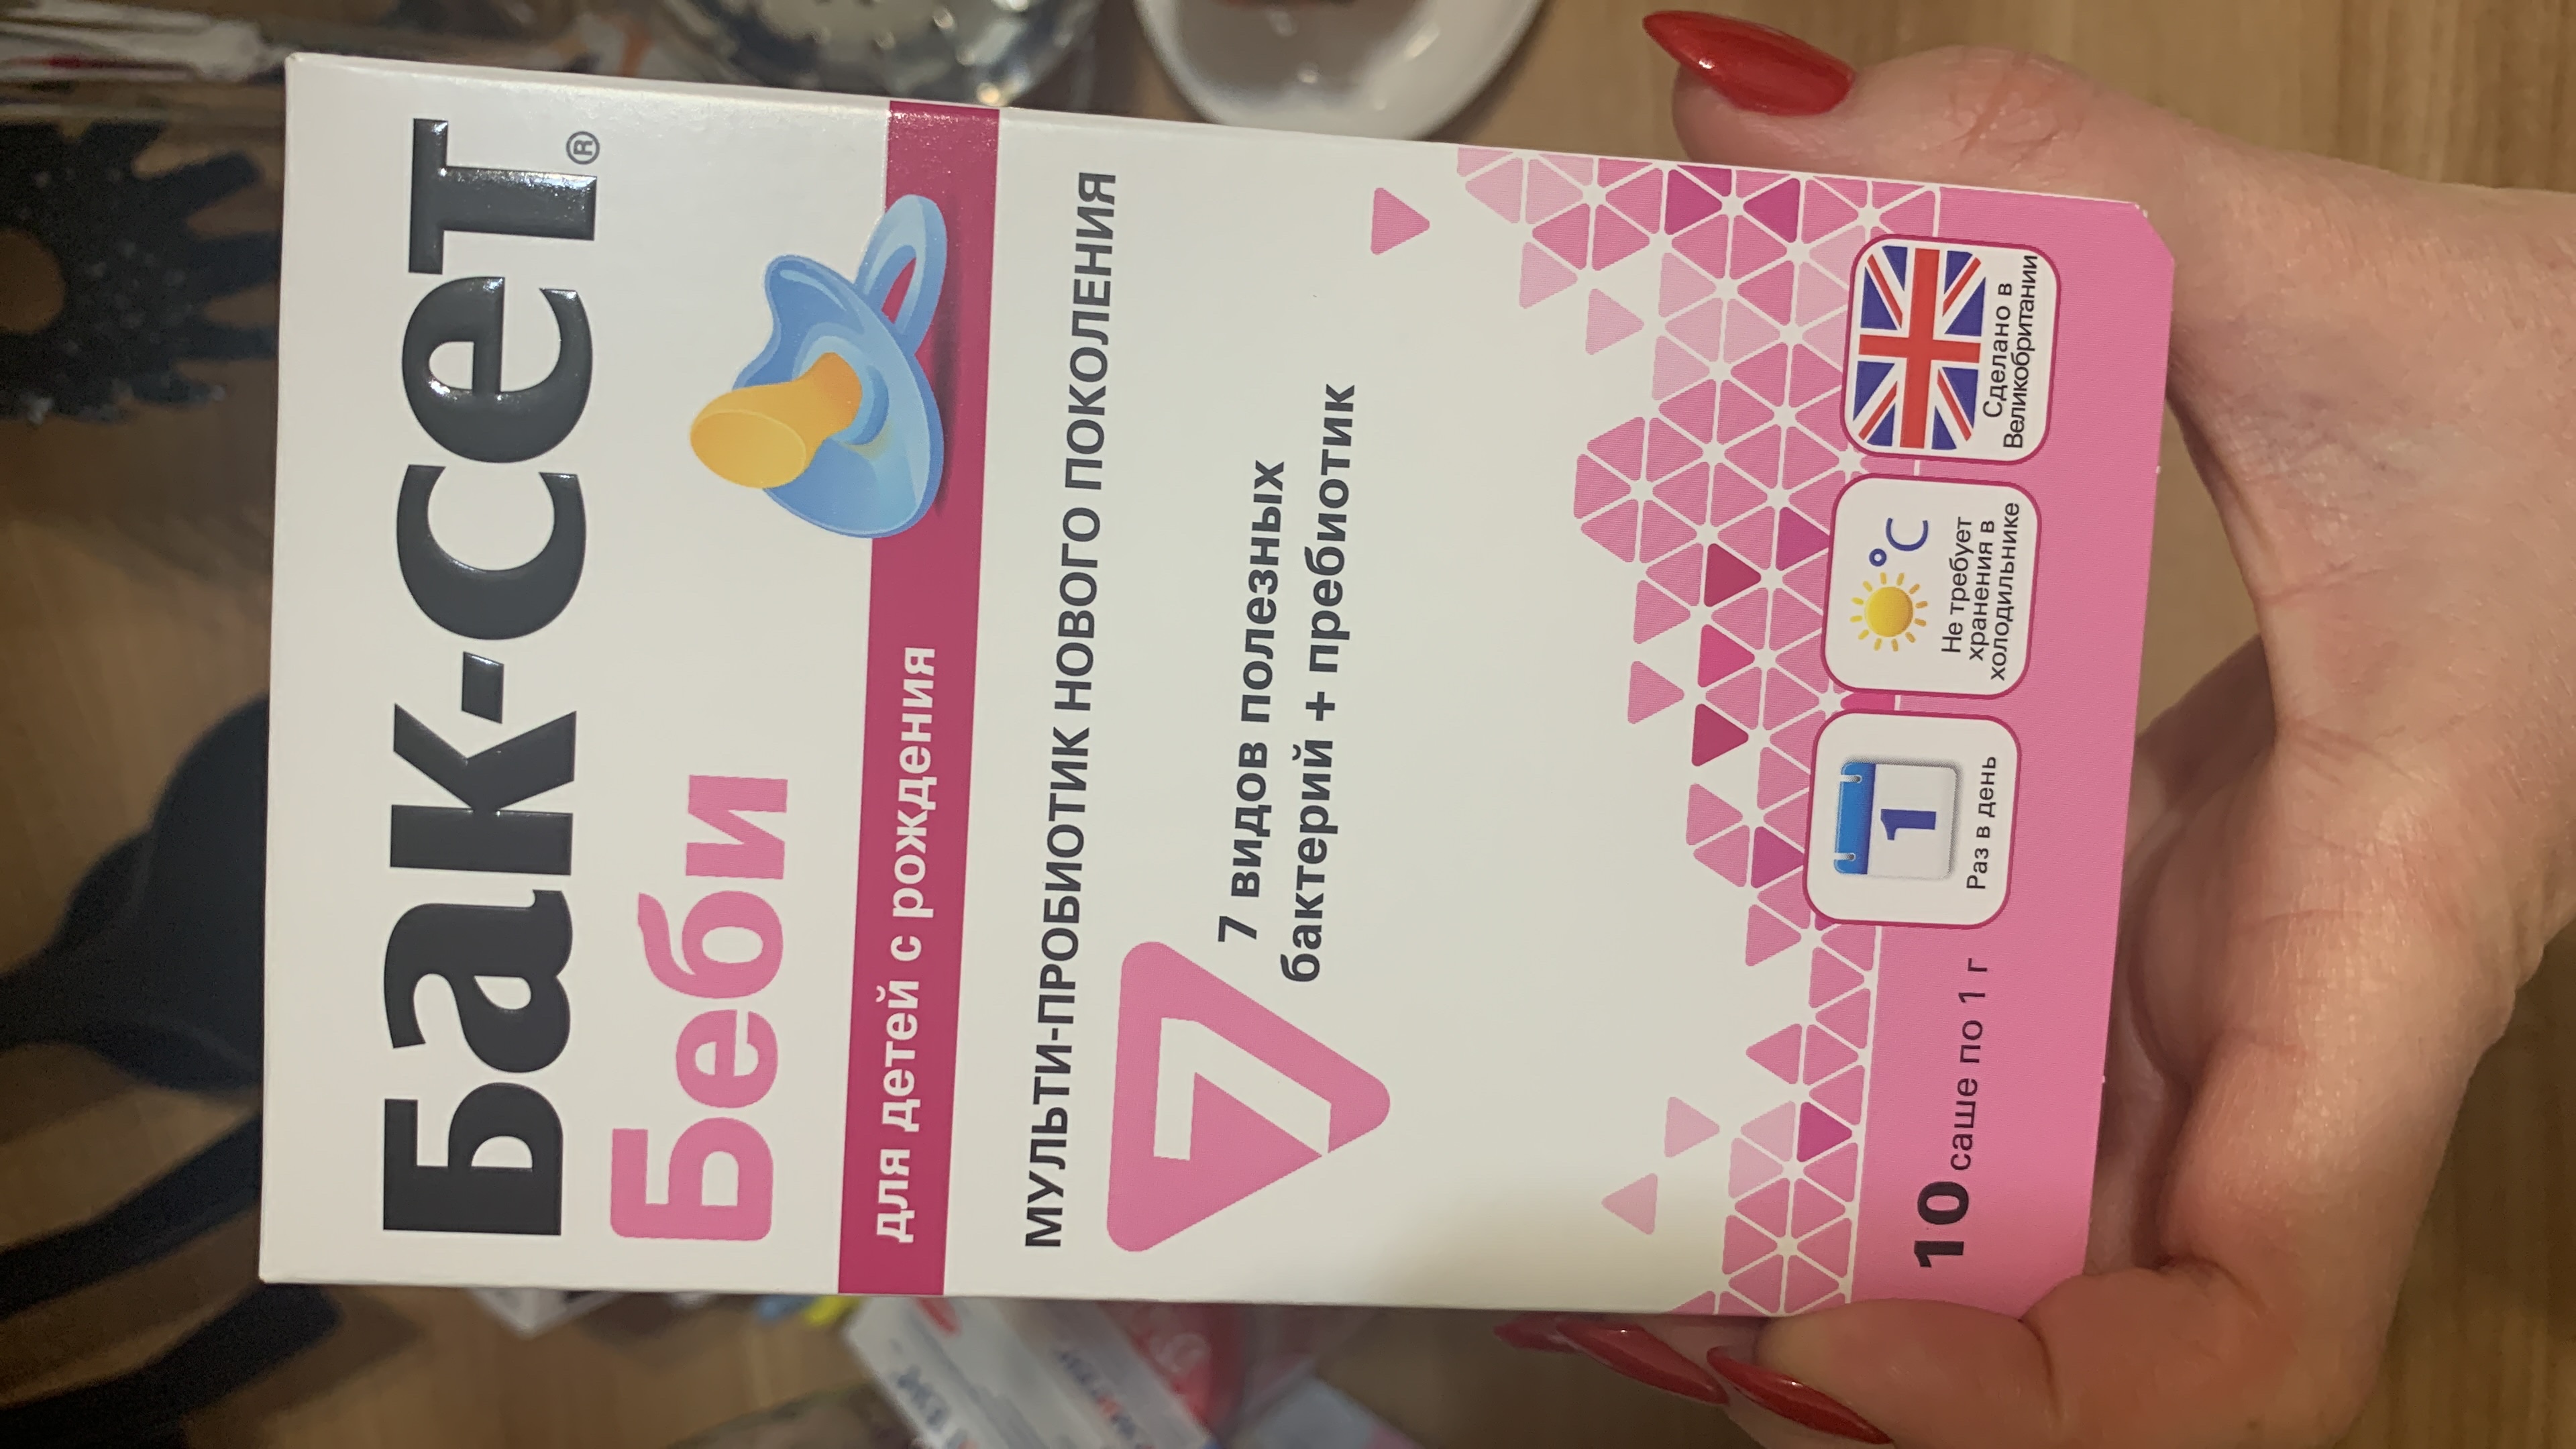 Бак-сет®
Беби
для детей с рождения
МУЛЬТИ-ПРОБИОТИК НОВОГО ПОКОЛЕНИЯ
7
7 видов полезных
бактерий + пребиотик
10 саше по 1 г
1
Раз в день
°C
Не требует
хранения в
холодильнике
Сделано в
Великобритании